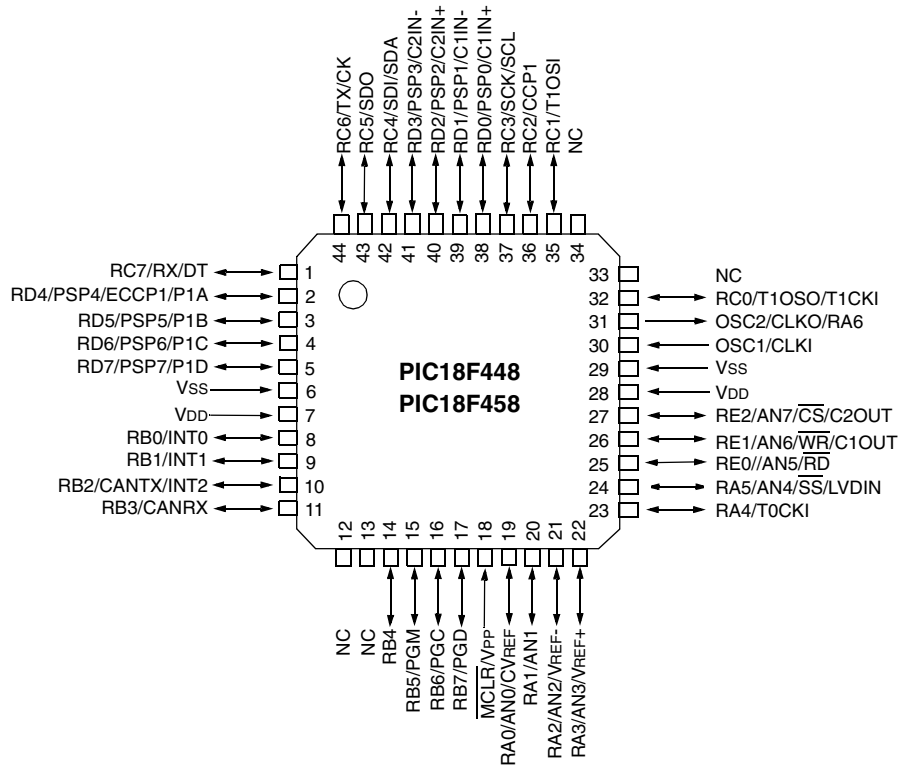 RC6/TX/CK
RC5/SDO
RC4/SDI/SDA
RD3/PSP3/C2IN-
RD2/PSP2/C2IN+
RD1/PSP1/C1IN-
RD0/PSP0/C1IN+
RC3/SCK/SCL
RC2/CCP1
RC1/T1OSI
NC
44
43
42
41
40
39
38
37
36
35
34
RC7/RX/DT 1
RD4/PSP4/ECCP1/P1A 2
RD5/PSP5/P1B 3
RD6/PSP6/P1C 4
RD7/PSP7/P1D 5
VSS 6
VDD 7
RB0/INT0 8
RB1/INT1 9
RB2/CANTX/INT2 10
RB3/CANRX 11
PIC18F448
PIC18F458
33 NC
32 RC0/T1OSO/T1CKI
31 OSC2/CLKO/RA6
30 OSC1/CLKI
29 VSS
28 VDD
27 RE2/AN7/CS/C2OUT
26 RE1/AN6/WR/C1OUT
25 RE0//AN5/RD
24 RA5/AN4/SS/LVDIN
23 RA4/T0CKI
12
13
14
15
16
17
18
19
20
21
22
NC
NC
RB4
RB5/PGM
RB6/PGC
RB7/PGD
MCLR/VPP
RA0/AN0/CVREF
RA1/AN1
RA2/AN2/VREF-
RA3/AN3/VREF+